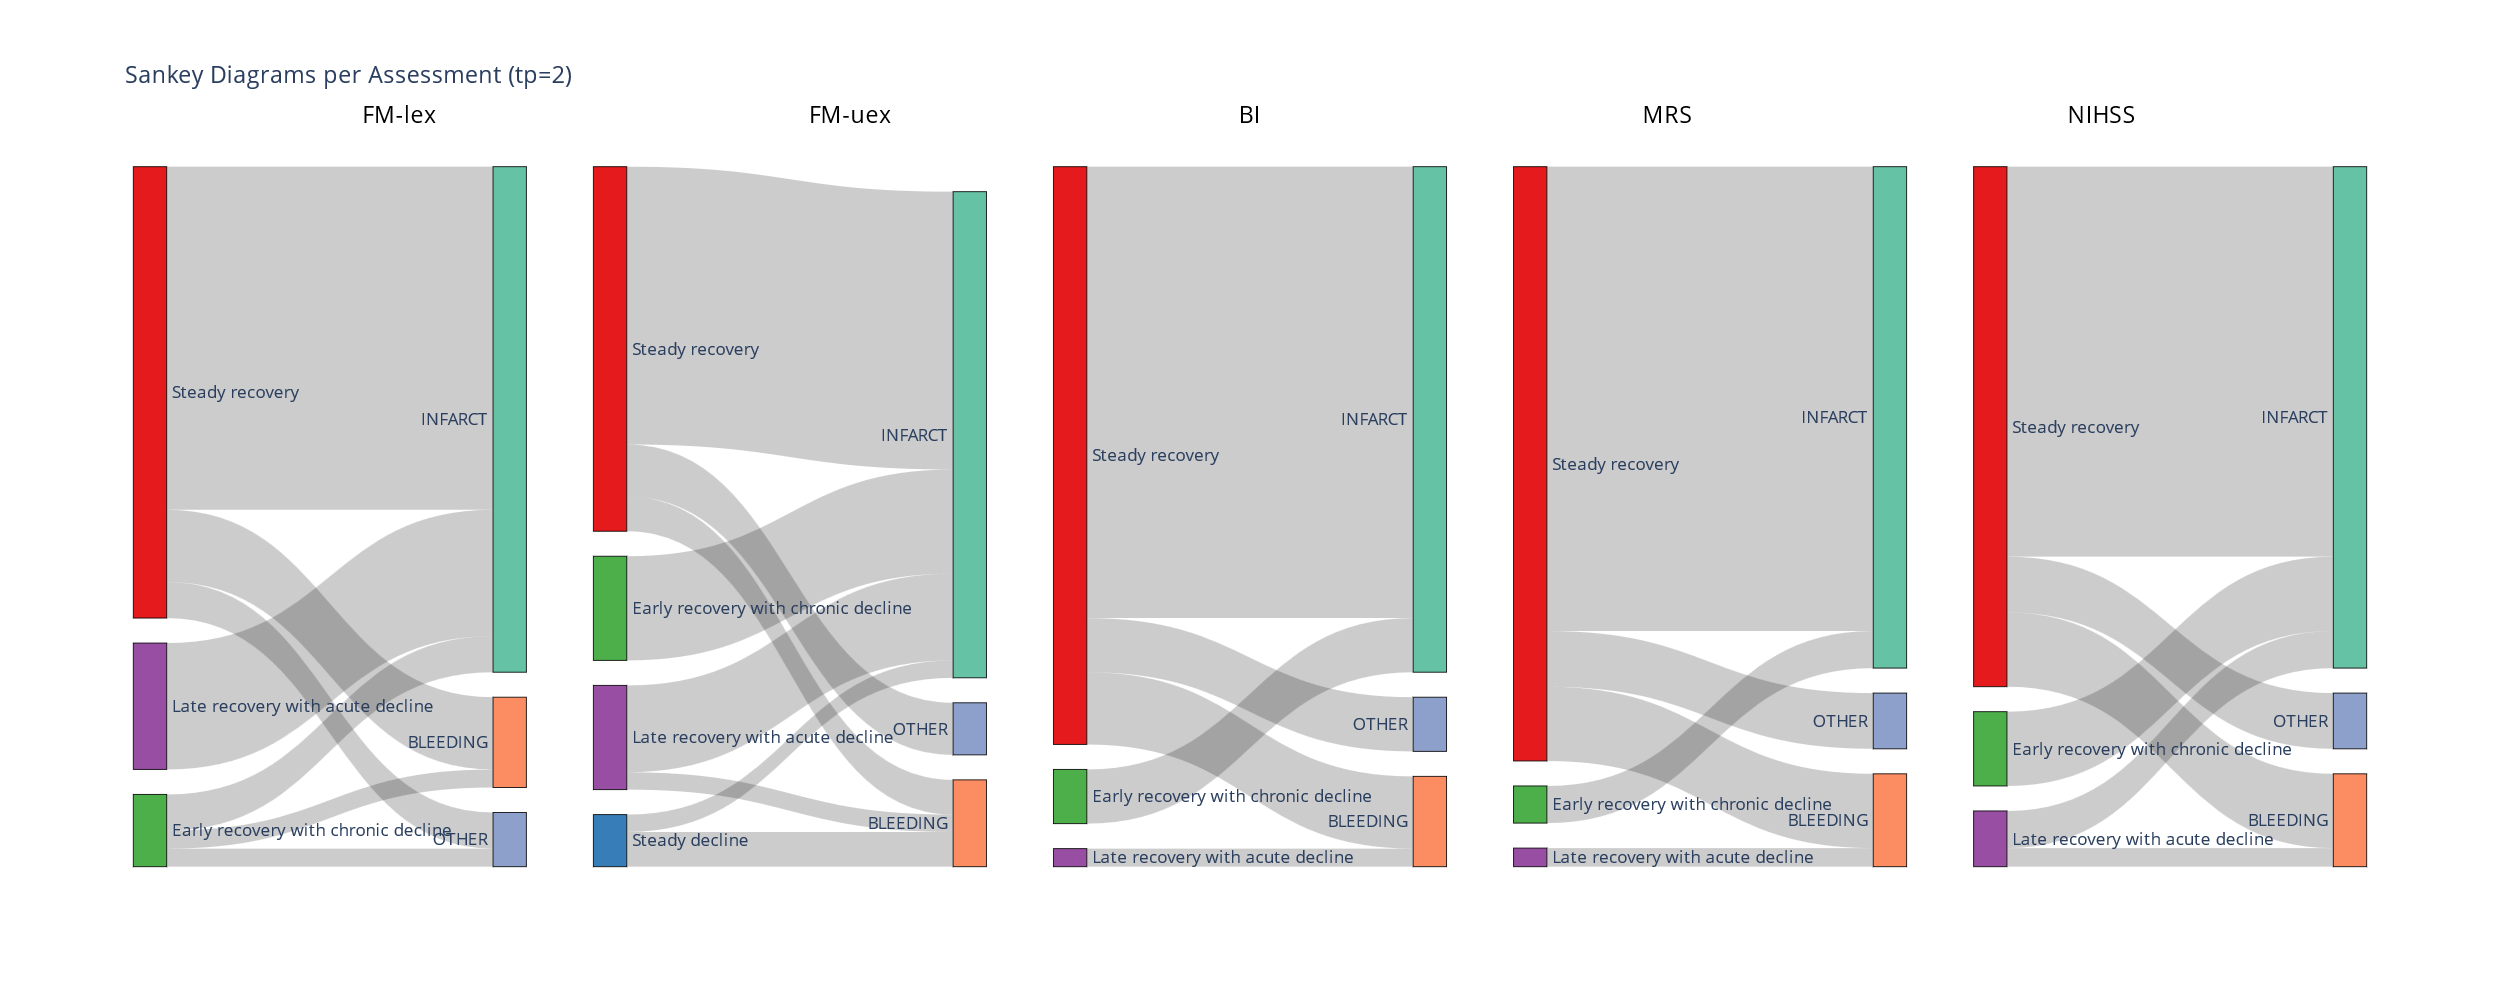 Sankey Diagrams per Assessment (tp=2)
FM-lex
Steady recovery
INFARCT
Late recovery with acute decline
BLEEDING
Early recovery with chronic decline
OTHER
FM-uex
Steady recovery
INFARCT
Early recovery with chronic decline
OTHER
Late recovery with acute decline
BLEEDING
Steady decline
BI
INFARCT
Steady recovery
OTHER
Early recovery with chronic decline
BLEEDING
Late recovery with acute decline
MRS
INFARCT
Steady recovery
OTHER
Early recovery with chronic decline
BLEEDING
Late recovery with acute decline
NIHSS
INFARCT
Steady recovery
OTHER
Early recovery with chronic decline
BLEEDING
Late recovery with acute decline